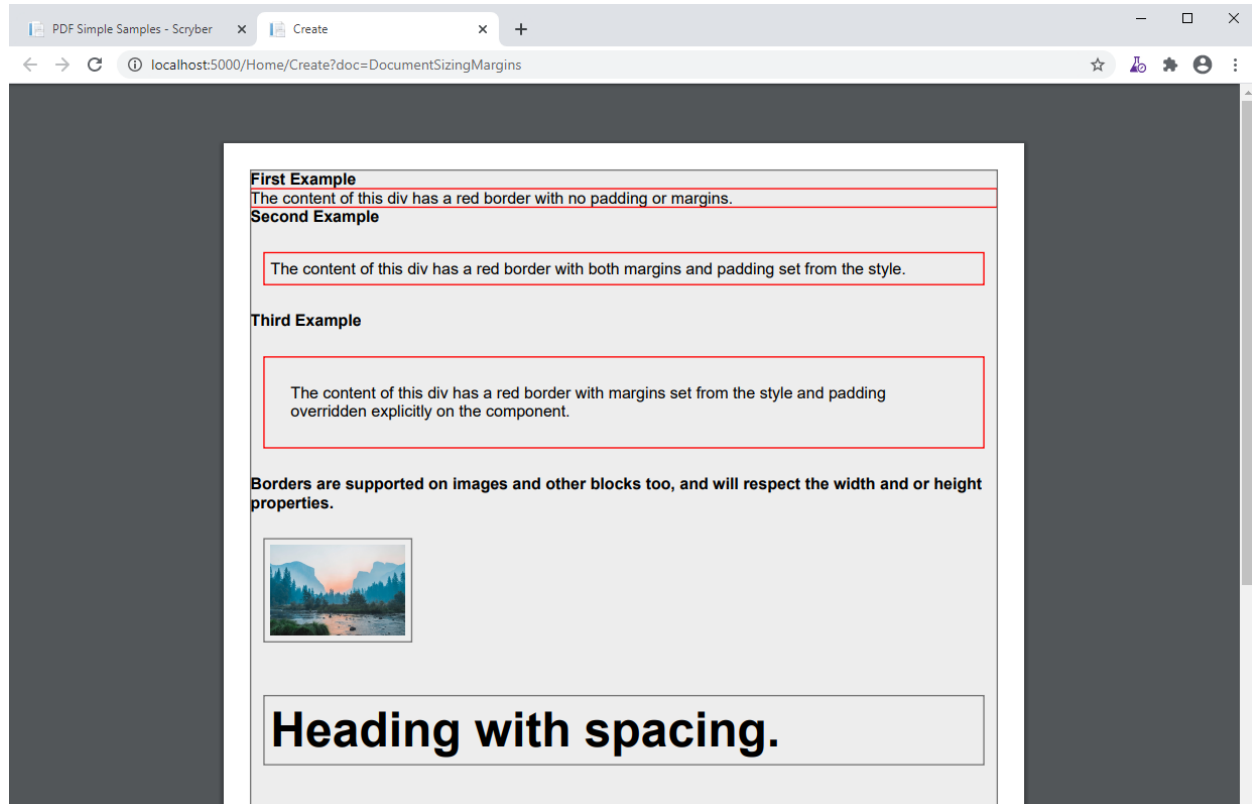 PDF Simple Samples - Scryber
Create
localhost:5000/Home/Create?doc=DocumentSizingMargins
First Example
The content of this div has a red border with no padding or margins.
Second Example
The content of this div has a red border with both margins and padding set from the style.
Third Example
The content of this div has a red border with margins set from the style and padding
overridden explicitly on the component.
Borders are supported on images and other blocks too, and will respect the width and or height
properties.
Heading with spacing.